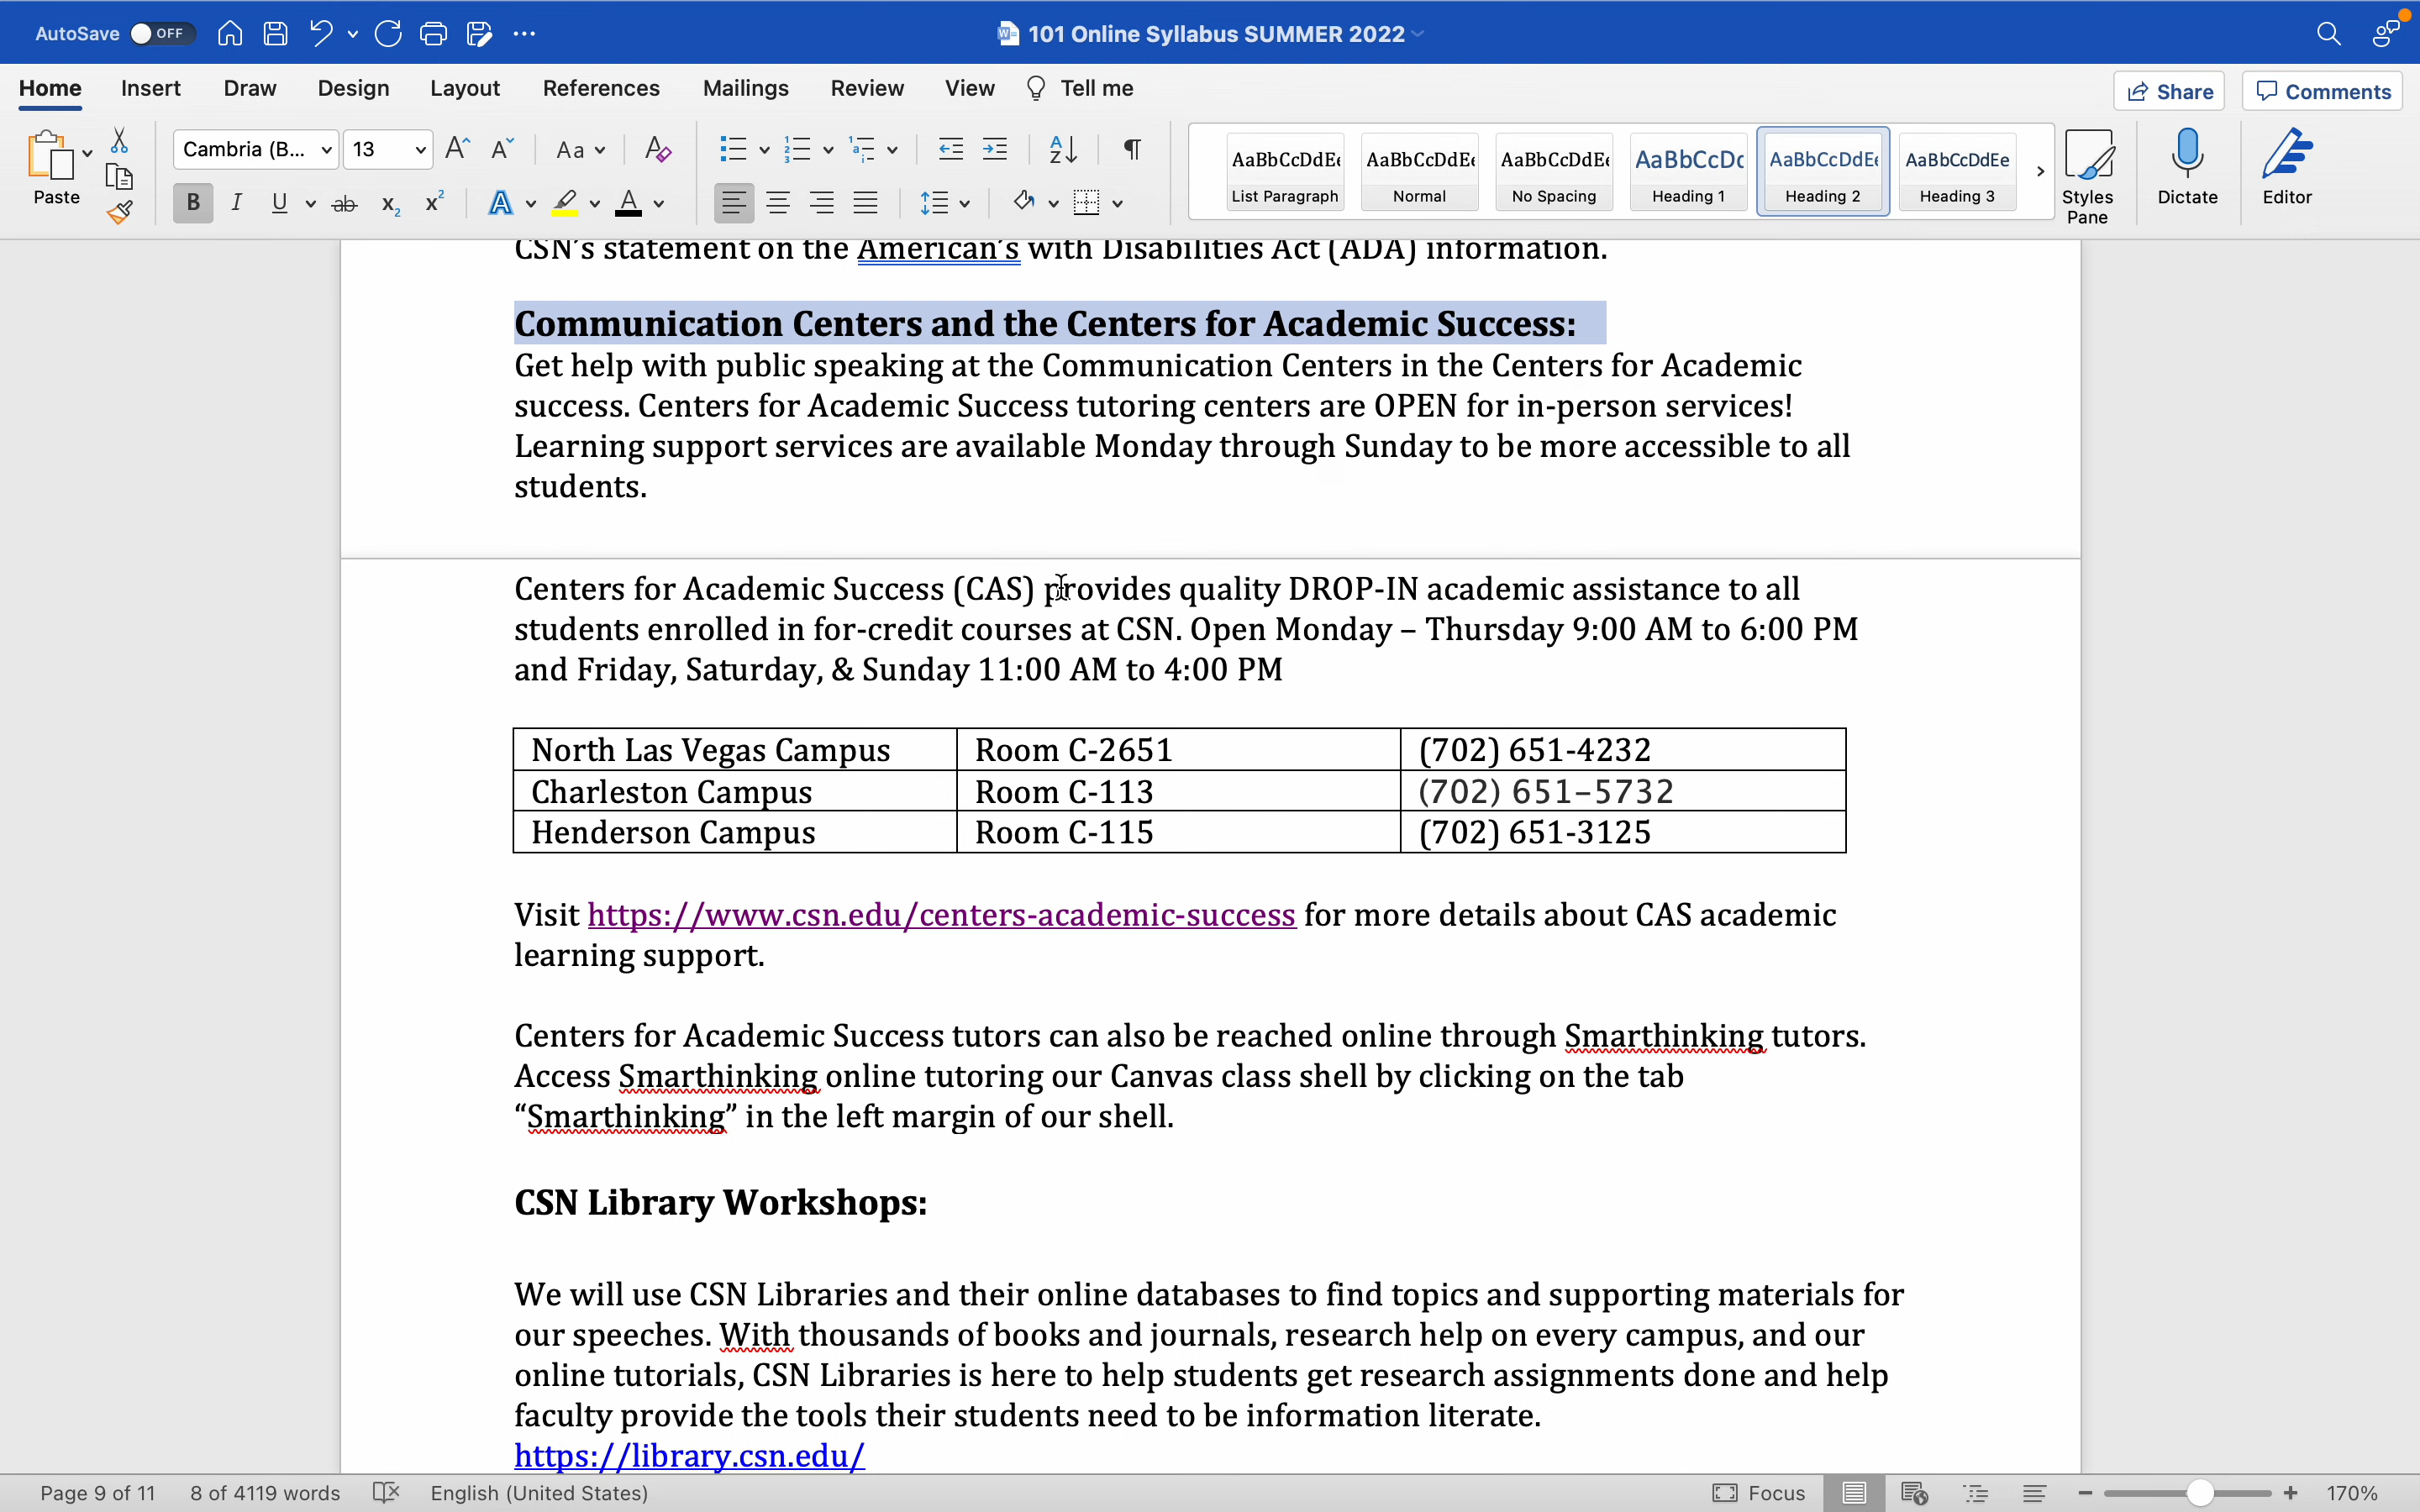 AutoSave OFF 101 Online Syllabus SUMMER 2022
Home Insert Draw Design Layout References Mailings Review View Tell me Share Comments
Paste Cambria (B... 13 Aa
AaBbCcDdEe List Paragraph AaBbCcDdEe Normal AaBbCcDdEe No Spacing AaBbCcDc Heading 1 AaBbCcDdEe Heading 2 AaBbCcDdEe Heading 3 Styles Pane Dictate Editor
CSN's statement on the American's with Disabilities Act (ADA) information.
Communication Centers and the Centers for Academic Success:
Get help with public speaking at the Communication Centers in the Centers for Academic
success. Centers for Academic Success tutoring centers are OPEN for in-person services!
Learning support services are available Monday through Sunday to be more accessible to all
students.
Centers for Academic Success (CAS) provides quality DROP-IN academic assistance to all
students enrolled in for-credit courses at CSN. Open Monday – Thursday 9:00 AM to 6:00 PM
and Friday, Saturday, & Sunday 11:00 AM to 4:00 PM
North Las Vegas Campus Room C-2651 (702) 651-4232
Charleston Campus Room C-113 (702) 651–5732
Henderson Campus Room C-115 (702) 651-3125
Visit https://www.csn.edu/centers-academic-success for more details about CAS academic
learning support.
Centers for Academic Success tutors can also be reached online through Smarthinking tutors.
Access Smarthinking online tutoring our Canvas class shell by clicking on the tab
“Smarthinking” in the left margin of our shell.
CSN Library Workshops:
We will use CSN Libraries and their online databases to find topics and supporting materials for
our speeches. With thousands of books and journals, research help on every campus, and our
online tutorials, CSN Libraries is here to help students get research assignments done and help
faculty provide the tools their students need to be information literate.
https://library.csn.edu/
Page 9 of 11 8 of 4119 words English (United States) Focus 170%